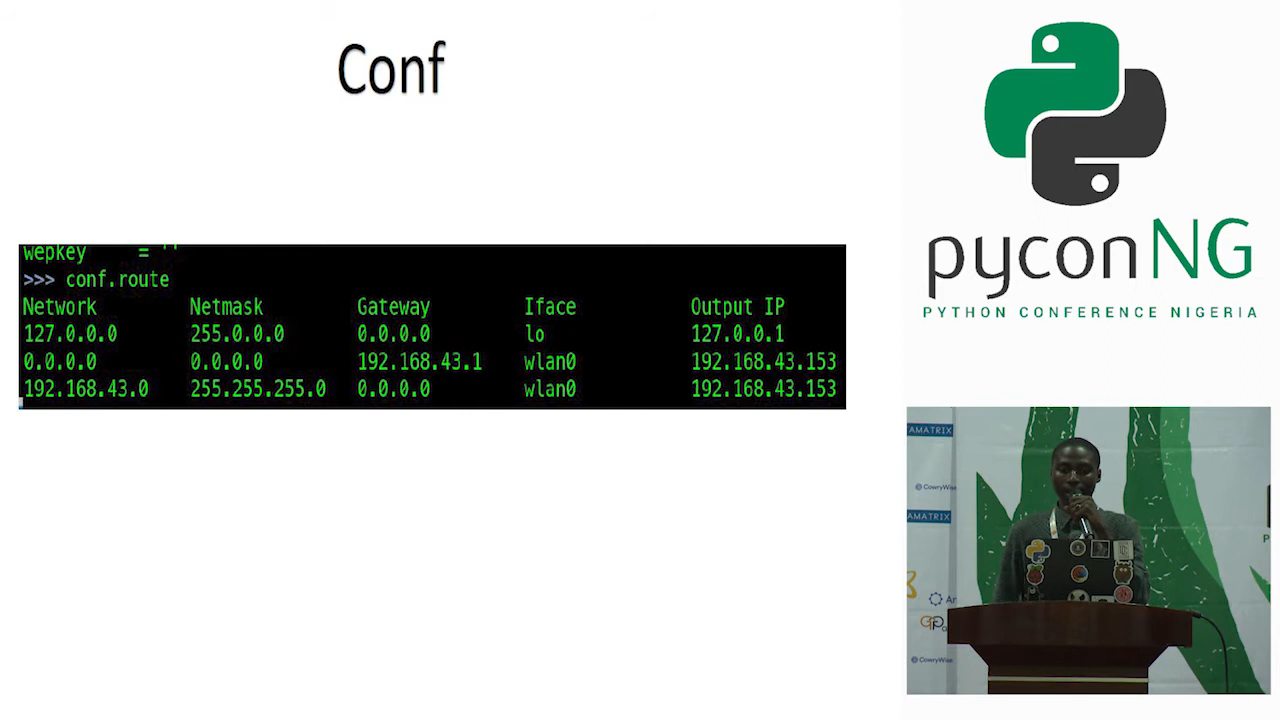 Conf
wepkey = ''
>>> conf.route
Network Netmask Gateway Iface Output IP
127.0.0.0 255.0.0.0 0.0.0.0 lo 127.0.0.1
0.0.0.0 0.0.0.0 192.168.43.1 wlan0 192.168.43.153
192.168.43.0 255.255.255.0 0.0.0.0 wlan0 192.168.43.153
pyconNG
PYTHON CONFERENCE NIGERIA
AMATRIX
CowryWise
AMATRIX
CowryWise